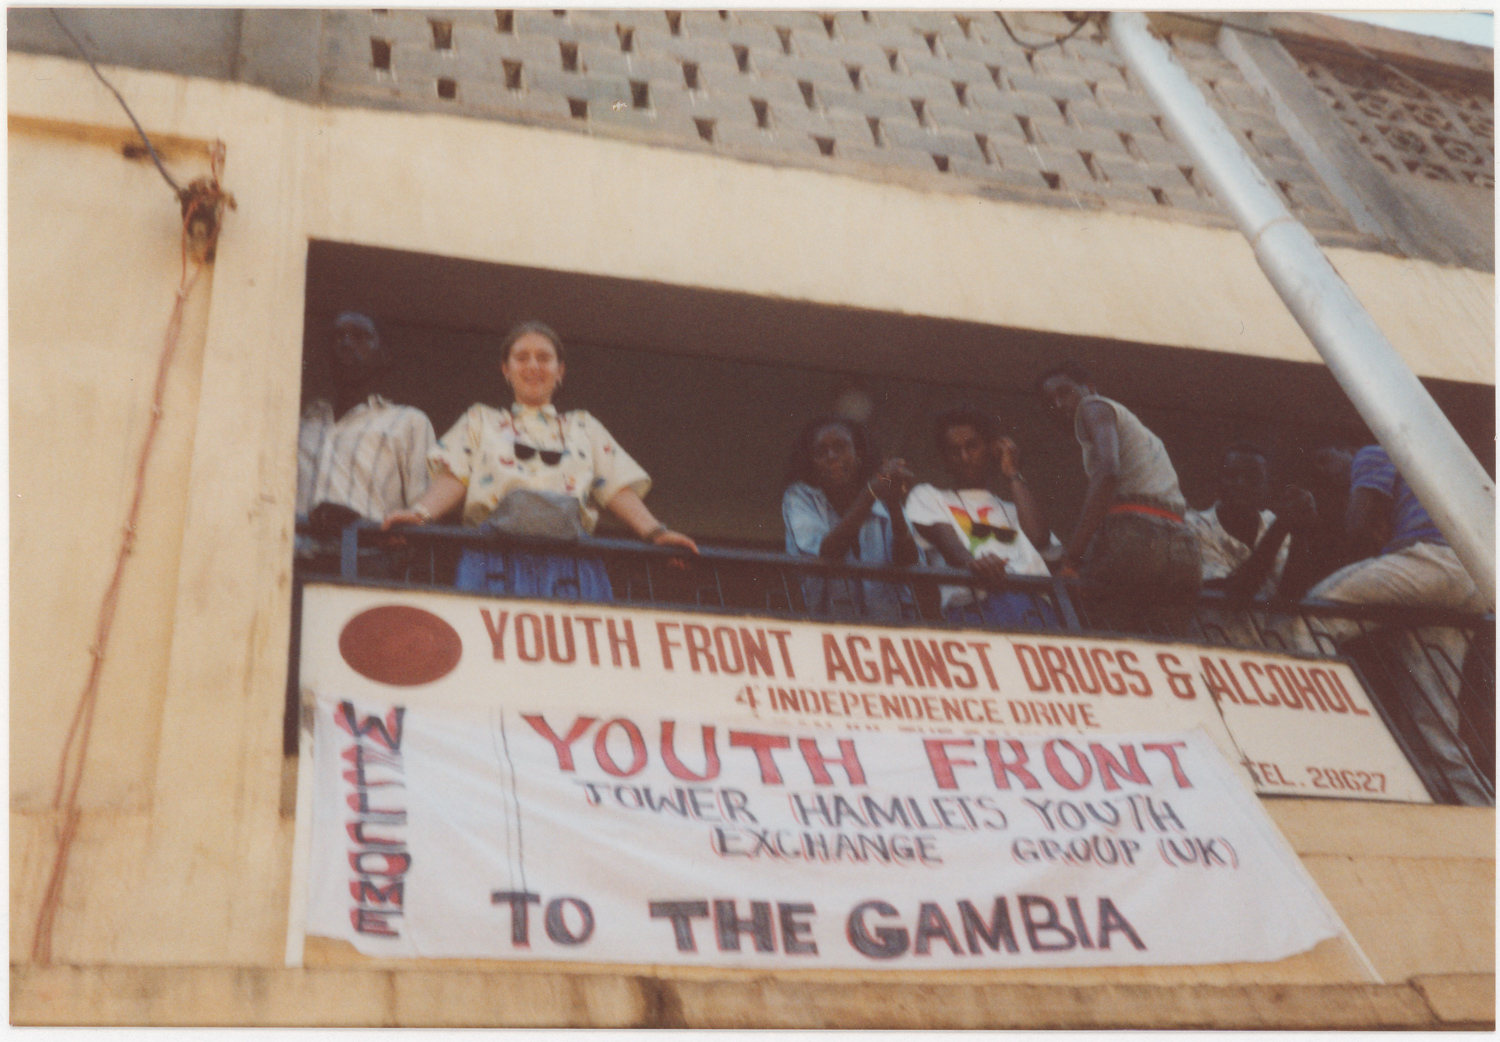 YOUTH FRONT AGAINST DRUGS & ALCOHOL
4 INDEPENDENCE DRIVE
TEL. 28627
WELCOME
YOUTH FRONT
TOWER HAMLETS YOUTH
EXCHANGE GROUP (UK)
TO THE GAMBIA